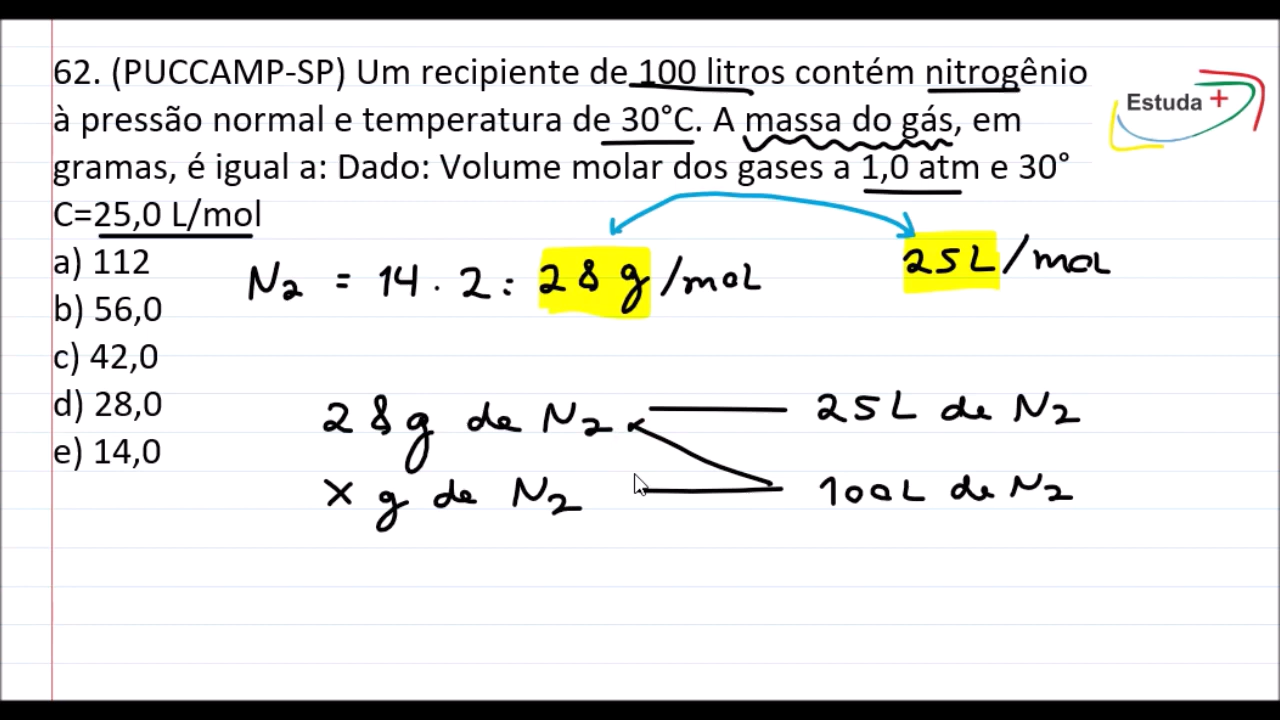 62. (PUCCAMP-SP) Um recipiente de 100 litros contém nitrogênio
Estuda +
à pressão normal e temperatura de 30°C. A massa do gás, em
gramas, é igual a: Dado: Volume molar dos gases a 1,0 atm e 30°
C=25,0 L/mol
a) 112
N2 = 14 . 2 : 28 g /mol
25L/mol
b) 56,0
c) 42,0
d) 28,0
28 g de N2 25L de N2
e) 14,0
x g de N2 100L de N2